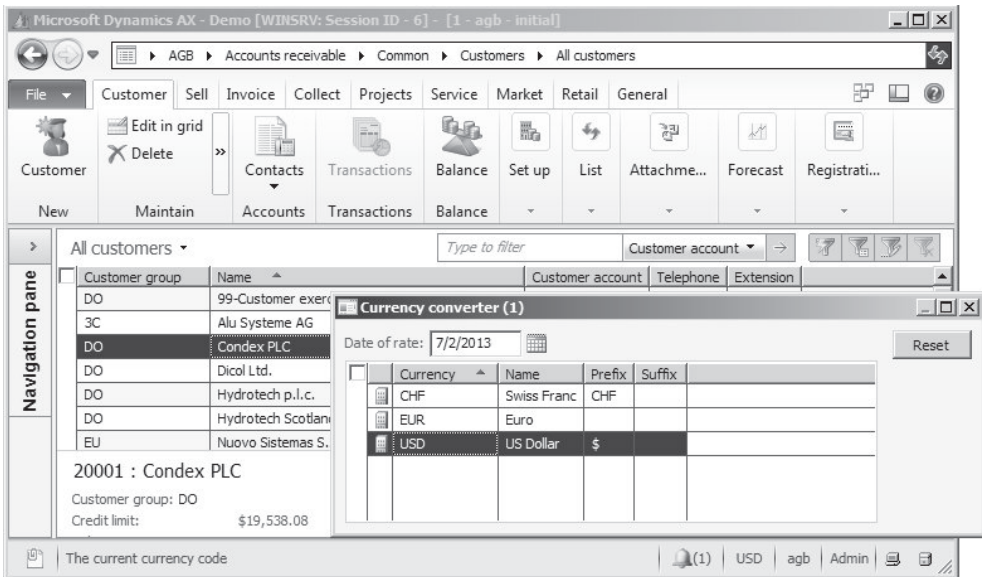 Microsoft Dynamics AX - Demo [WINSRV: Session ID - 6] - [1 - agb - initial]
AGB Accounts receivable Common Customers All customers
File Customer Sell Invoice Collect Projects Service Market Retail General
Customer
Edit in grid
Delete
Contacts
Transactions
Balance
Set up
List
Attachme...
Forecast
Registrati...
New Maintain Accounts Transactions Balance
Navigation pane
All customers Type to filter Customer account
Customer group Name Customer account Telephone Extension
DO 99-Customer exer
3C Alu Systeme AG
DO Condex PLC
DO Dicol Ltd.
DO Hydrotech p.l.c.
DO Hydrotech Scotlan
EU Nuovo Sistemas S.
20001 : Condex PLC
Customer group: DO
Credit limit: $19,538.08
Currency converter (1)
Date of rate: 7/2/2013 Reset
Currency Name Prefix Suffix
CHF Swiss Franc CHF
EUR Euro
USD US Dollar $
The current currency code (1) USD agb Admin